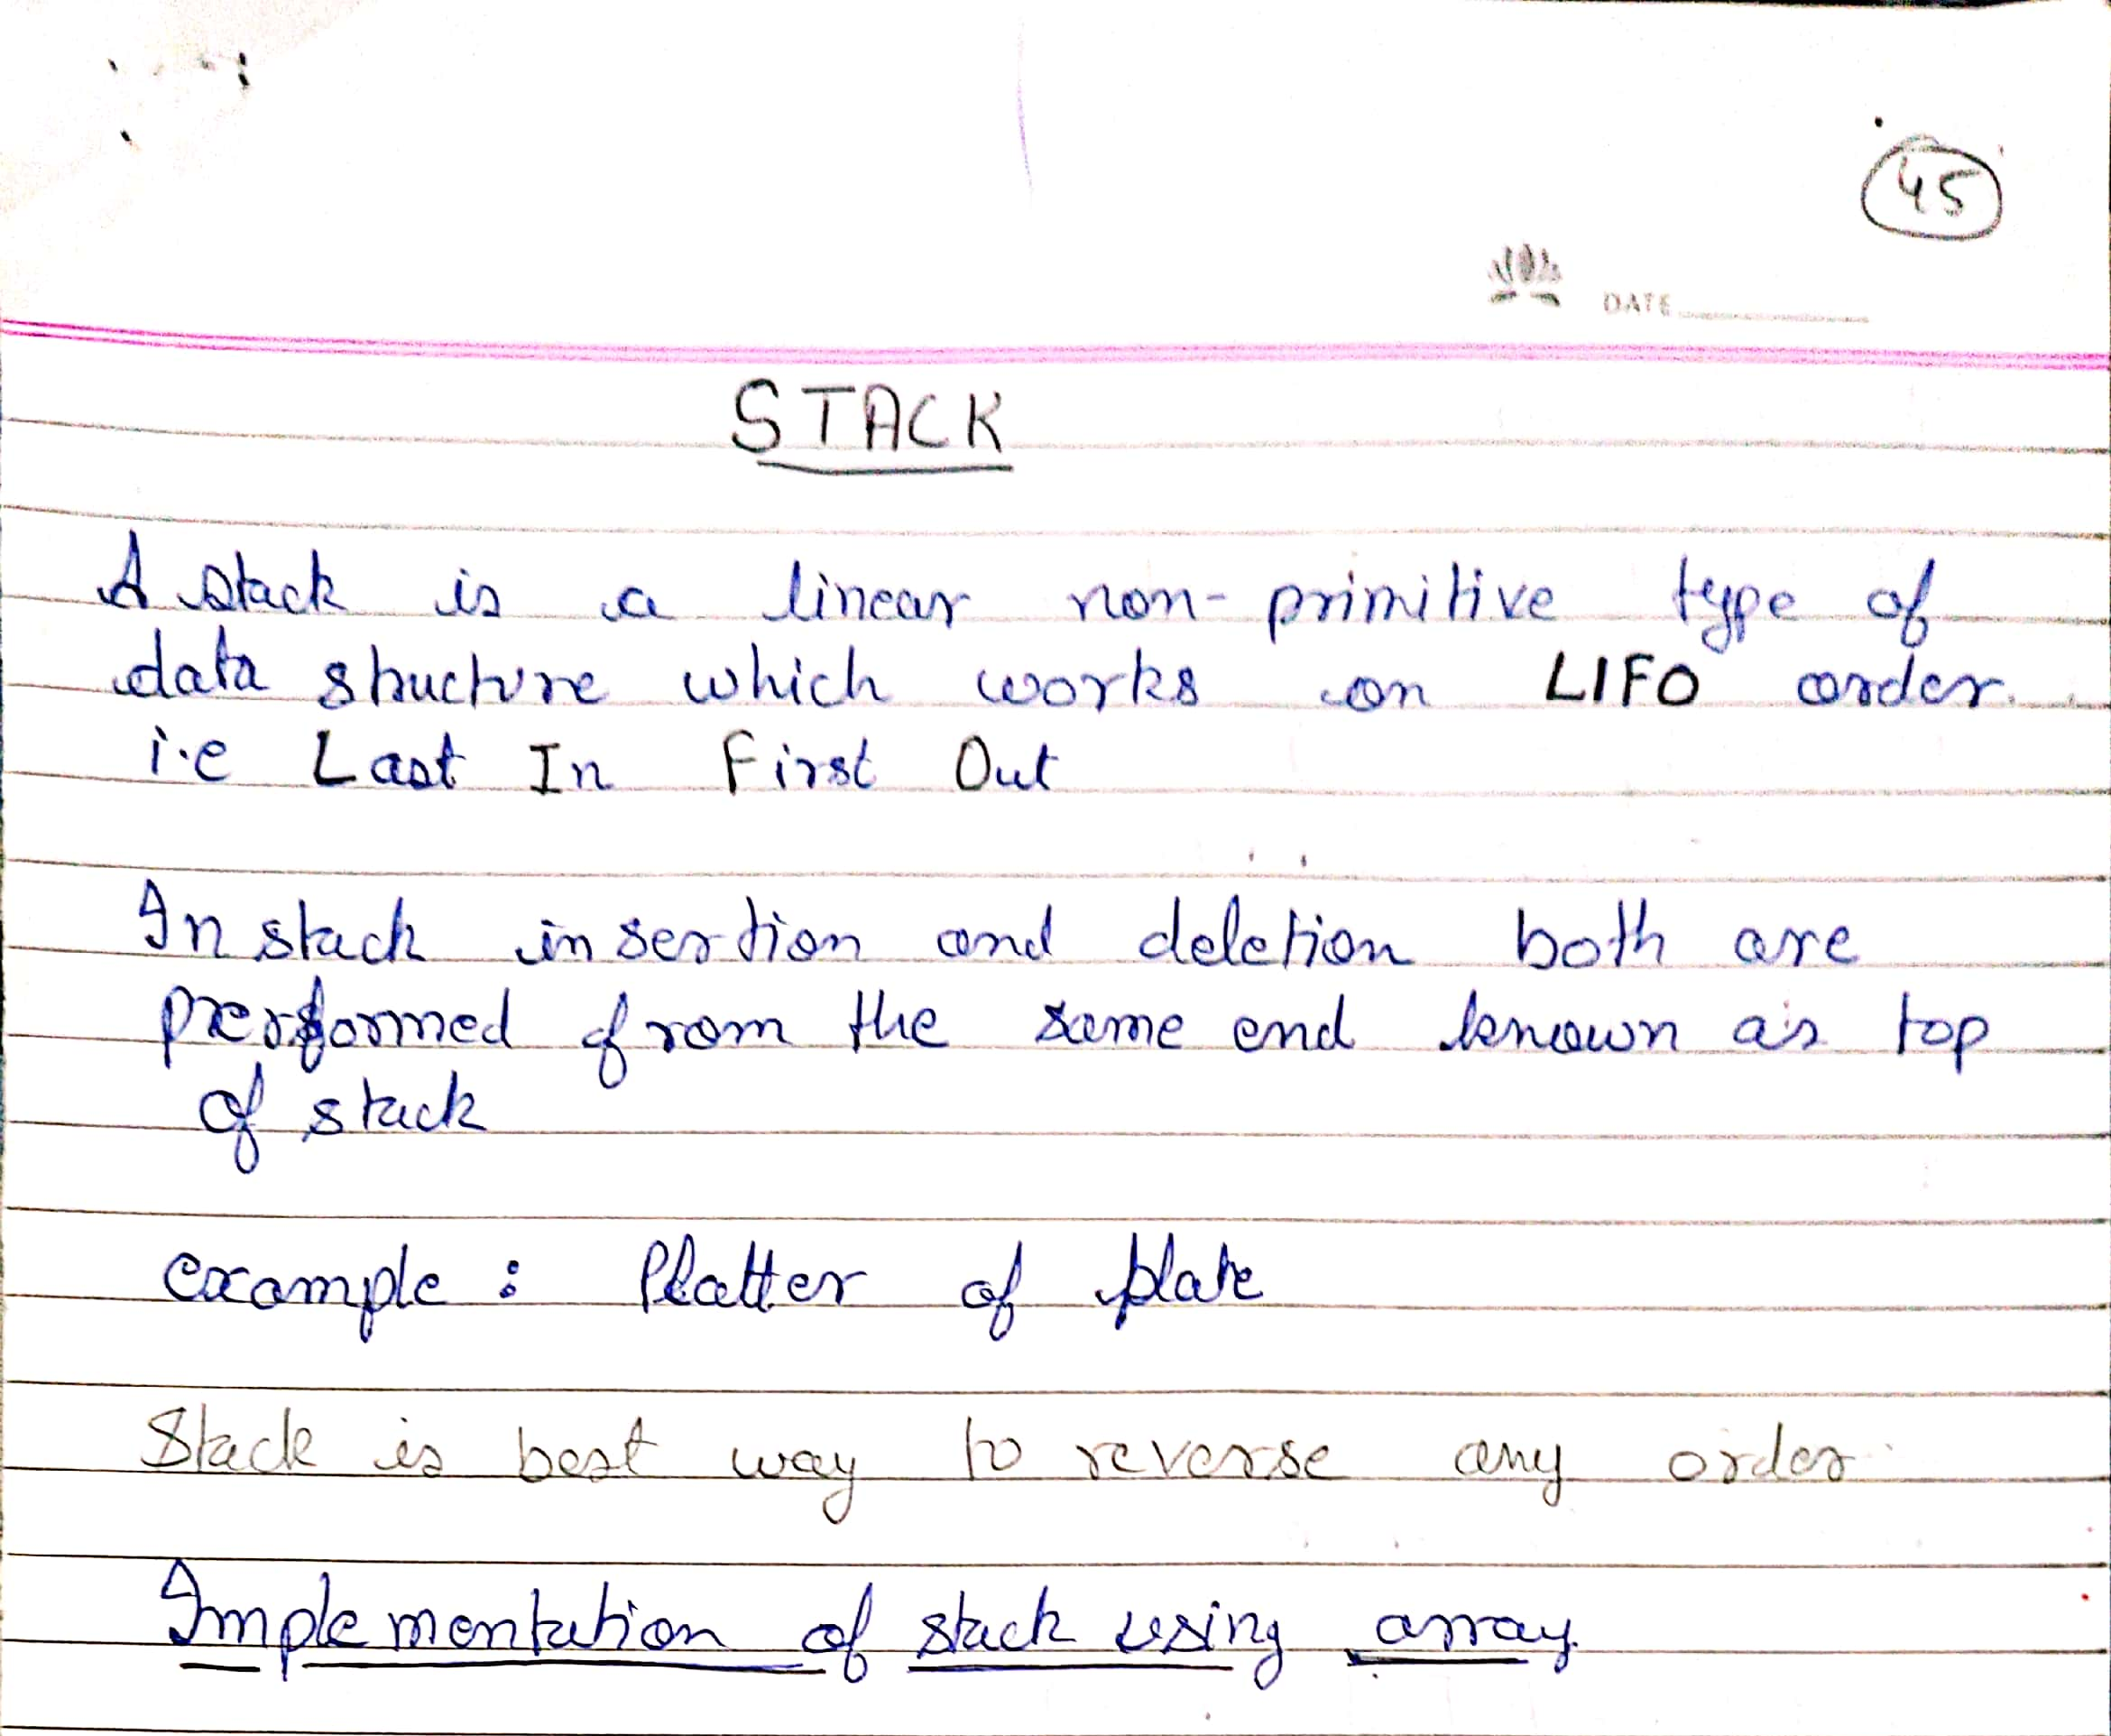 45
DATE
STACK
A stack is a linear non-primitive type of
data structure which works on LIFO order.
i.e Last In First Out
In stack insertion and deletion both are
performed from the same end known as top
of stack
example : Platter of plate
Stack is best way to reverse any order
Implementation of stack using array.